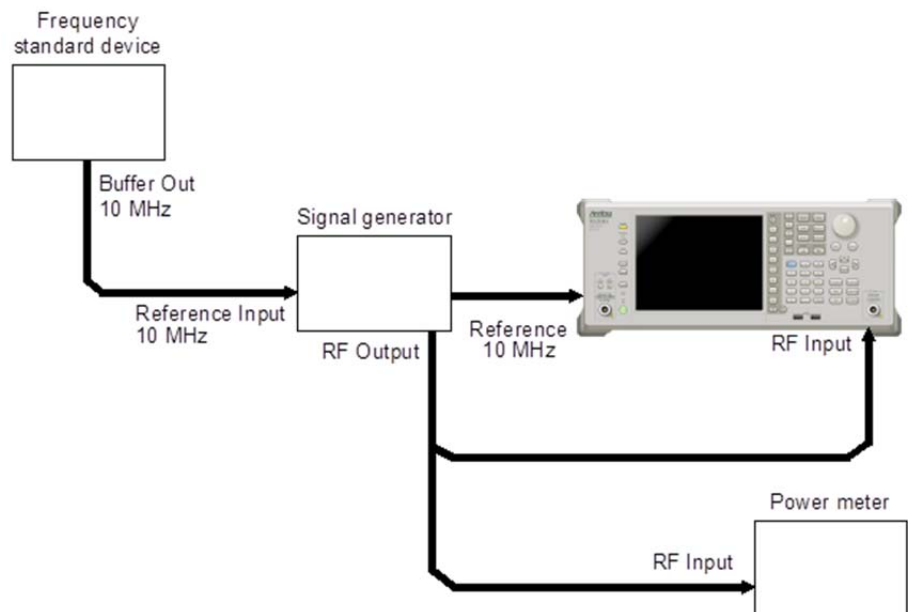 Frequency
standard device
Buffer Out
10 MHz
Signal generator
Reference Input
10 MHz
RF Output
Reference
10 MHz
RF Input
Power meter
RF Input
Anritsu